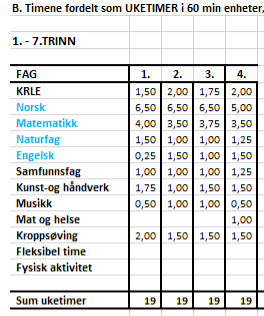 B. Timene fordelt som UKETIMER i 60 min enheter,
1. - 7.TRINN
FAG 1. 2. 3. 4.
KRLE 1,50 2,00 1,75 2,00
Norsk 6,50 6,50 6,50 5,00
Matematikk 4,00 3,50 3,75 3,50
Naturfag 1,50 1,00 1,00 1,25
Engelsk 0,25 1,50 1,00 1,50
Samfunnsfag 1,00 1,00 1,00 1,25
Kunst-og håndverk 1,75 1,00 1,50 1,50
Musikk 0,50 1,00 1,00 0,50
Mat og helse 1,00
Kroppsøving 2,00 1,50 1,50 1,50
Fleksibel time
Fysisk aktivitet
Sum uketimer 19 19 19 19